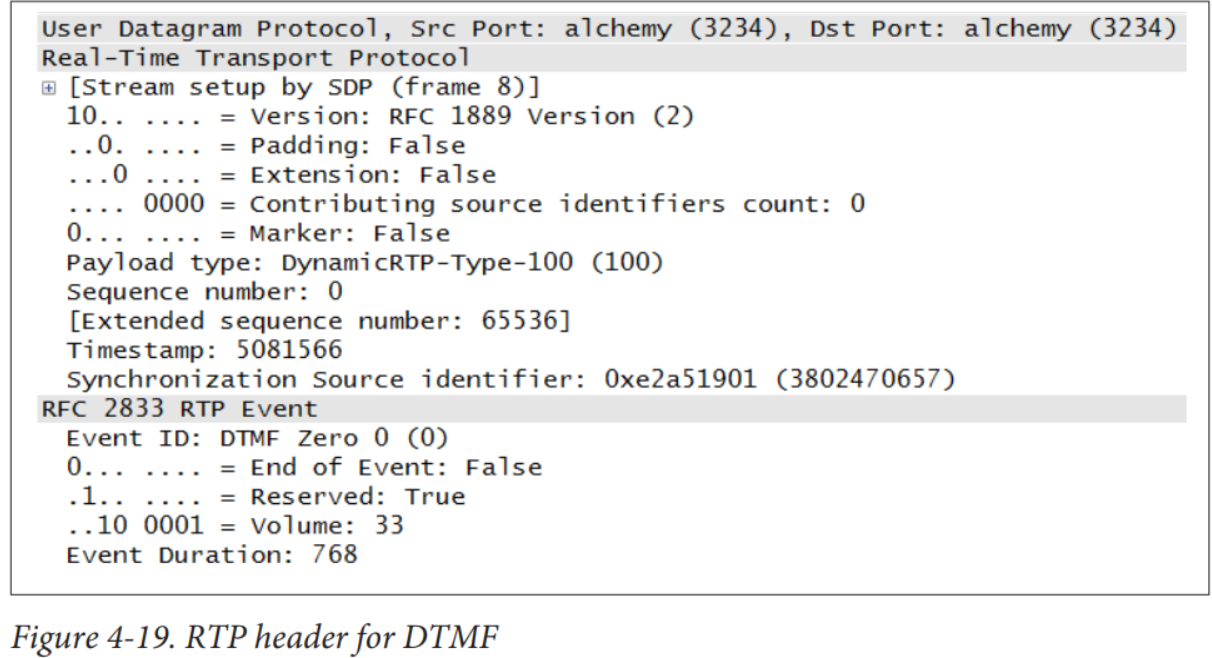 User Datagram Protocol, Src Port: alchemy (3234), Dst Port: alchemy (3234)
Real-Time Transport Protocol
[Stream setup by SDP (frame 8)]
10.. .... = Version: RFC 1889 Version (2)
..0. .... = Padding: False
...0 .... = Extension: False
.... 0000 = Contributing source identifiers count: 0
0... .... = Marker: False
Payload type: DynamicRTP-Type-100 (100)
Sequence number: 0
[Extended sequence number: 65536]
Timestamp: 5081566
Synchronization Source identifier: 0xe2a51901 (3802470657)
RFC 2833 RTP Event
Event ID: DTMF Zero 0 (0)
0... .... = End of Event: False
.1.. .... = Reserved: True
..10 0001 = Volume: 33
Event Duration: 768
Figure 4-19. RTP header for DTMF